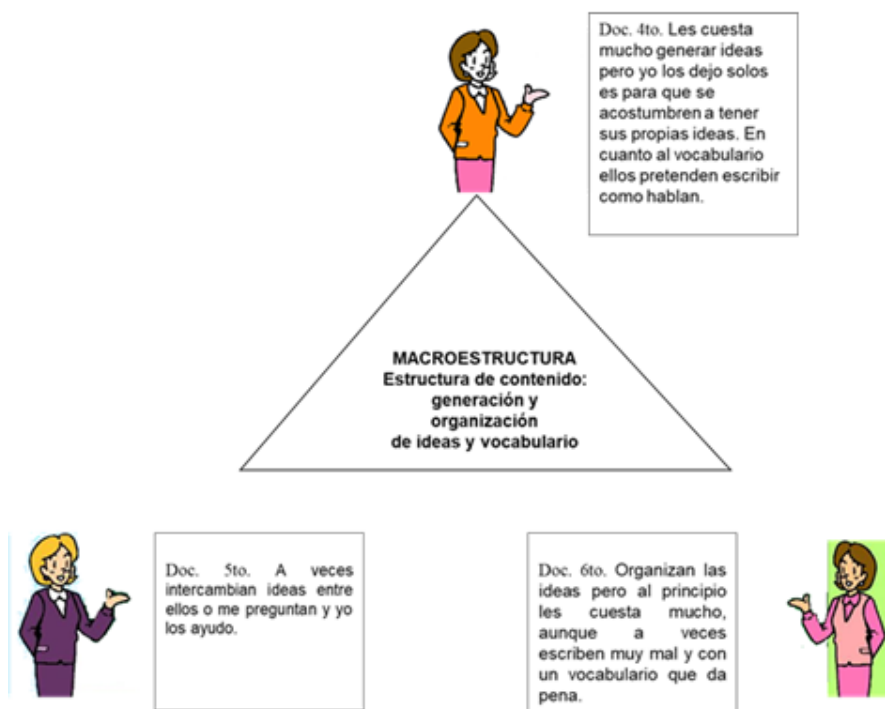 Doc. 4to. Les cuesta
mucho generar ideas
pero yo los dejo solos
es para que se
acostumbren a tener
sus propias ideas. En
cuanto al vocabulario
ellos pretenden escribir
como hablan.
MACROESTRUCTURA
Estructura de contenido:
generación y
organización
de ideas y vocabulario
Doc. 5to. A veces
intercambian ideas entre
ellos o me preguntan y yo
los ayudo.
Doc. 6to. Organizan las
ideas pero al principio
les cuesta mucho,
aunque a veces
escriben muy mal y con
un vocabulario que da
pena.